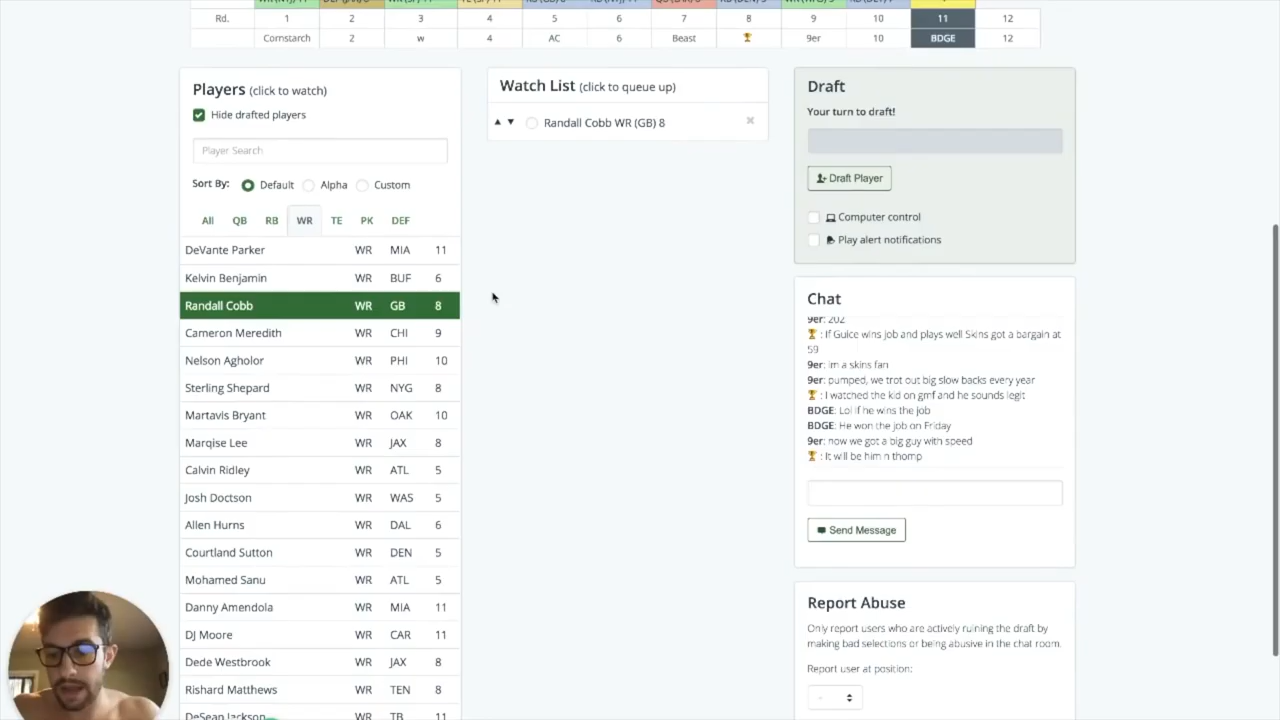 Rd. 1 2 3 4 5 6 7 8 9 10 11 12
Cornstarch 2 w 4 AC 6 Beast 🏆 9er 10 BDGE 12
Players (click to watch)
Hide drafted players
Player Search
Sort By: Default Alpha Custom
All QB RB WR TE PK DEF
DeVante Parker WR MIA 11
Kelvin Benjamin WR BUF 6
Randall Cobb WR GB 8
Cameron Meredith WR CHI 9
Nelson Agholor WR PHI 10
Sterling Shepard WR NYG 8
Martavis Bryant WR OAK 10
Marqise Lee WR JAX 8
Calvin Ridley WR ATL 5
Josh Doctson WR WAS 5
Allen Hurns WR DAL 6
Courtland Sutton WR DEN 5
Mohamed Sanu WR ATL 5
Danny Amendola WR MIA 11
DJ Moore WR CAR 11
Dede Westbrook WR JAX 8
Rishard Matthews WR TEN 8
DeSean Jackson WR TB 11
Watch List (click to queue up)
Randall Cobb WR (GB) 8
Draft
Your turn to draft!
Draft Player
Computer control
Play alert notifications
Chat
9er: 202
🏆 : If Guice wins job and plays well Skins got a bargain at
59
9er: im a skins fan
9er: pumped, we trot out big slow backs every year
🏆 : I watched the kid on gmf and he sounds legit
BDGE: Lol if he wins the job
BDGE: He won the job on Friday
9er: now we got a big guy with speed
🏆 : It will be him n thomp
Send Message
Report Abuse
Only report users who are actively ruining the draft by
making bad selections or being abusive in the chat room.
Report user at position:
-